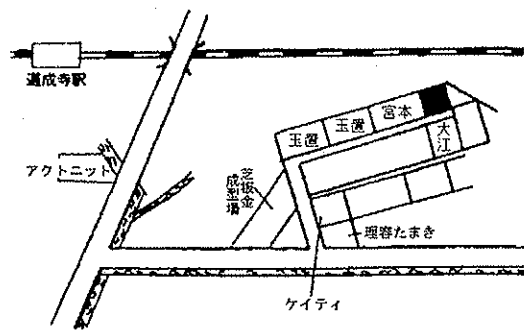 道成寺駅
アクトニット
玉置
玉置
宮本
大江
芝板金
成型場
理容たまき
ケイティ